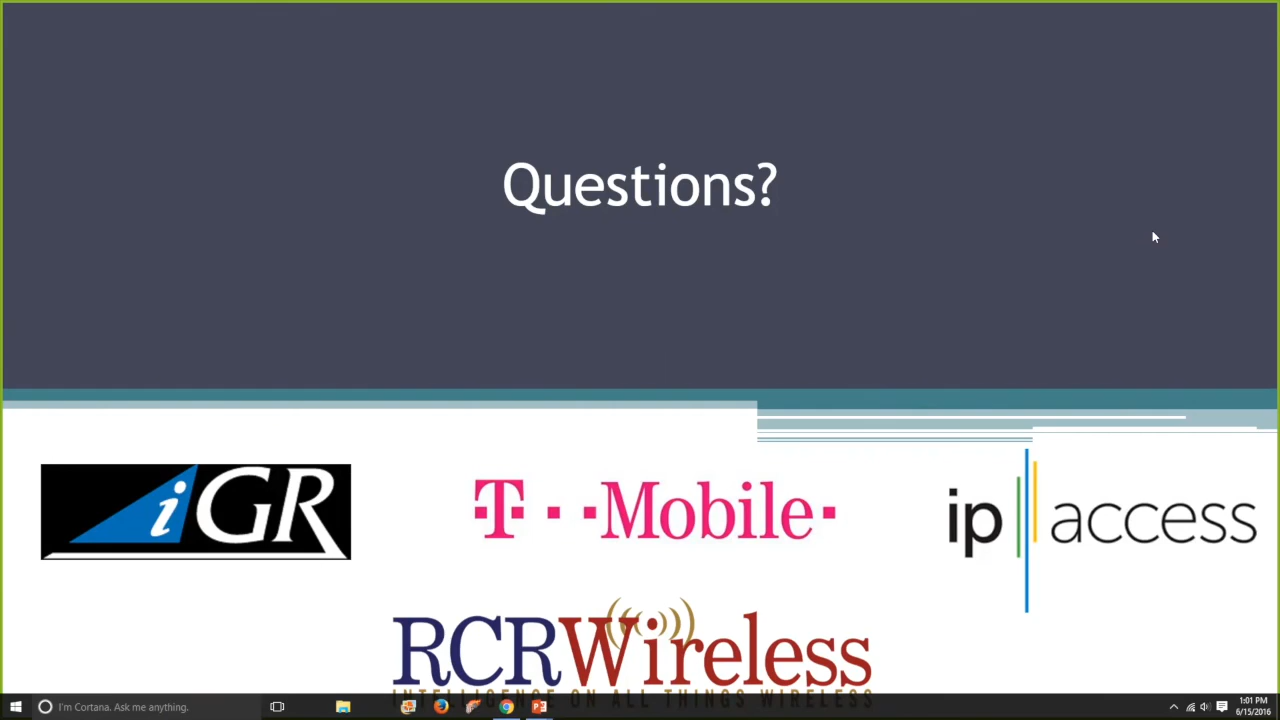 Questions?
iGR
T··Mobile·
ip access
RCRWireless
INTELLIGENCE ON ALL THINGS WIRELESS
I'm Cortana. Ask me anything.
1:01 PM
6/15/2016